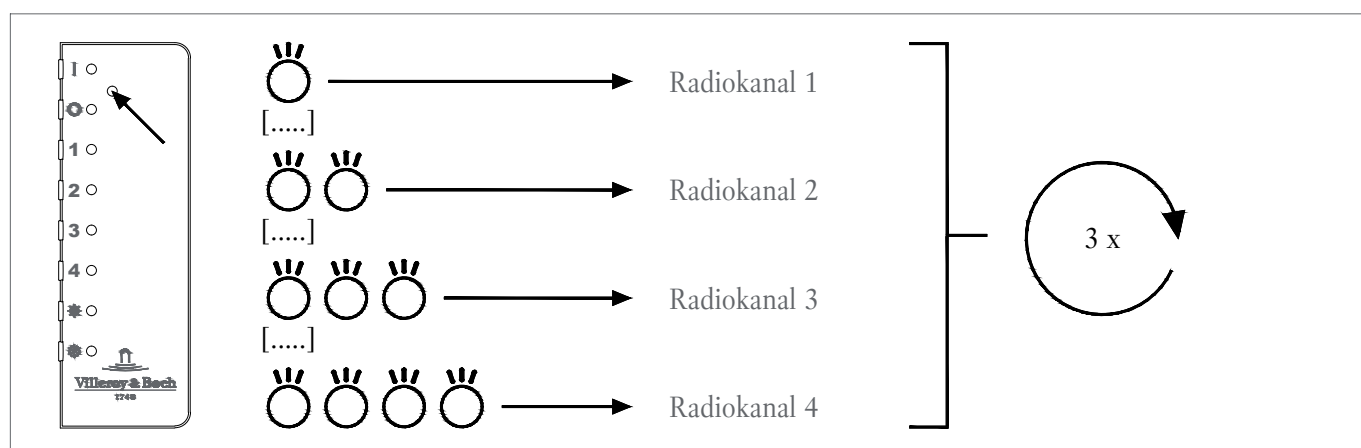 I
1
2
3
4
Villeroy & Boch
1748
Radiokanal 1
[.....]
Radiokanal 2
[.....]
Radiokanal 3
[.....]
Radiokanal 4
3 x